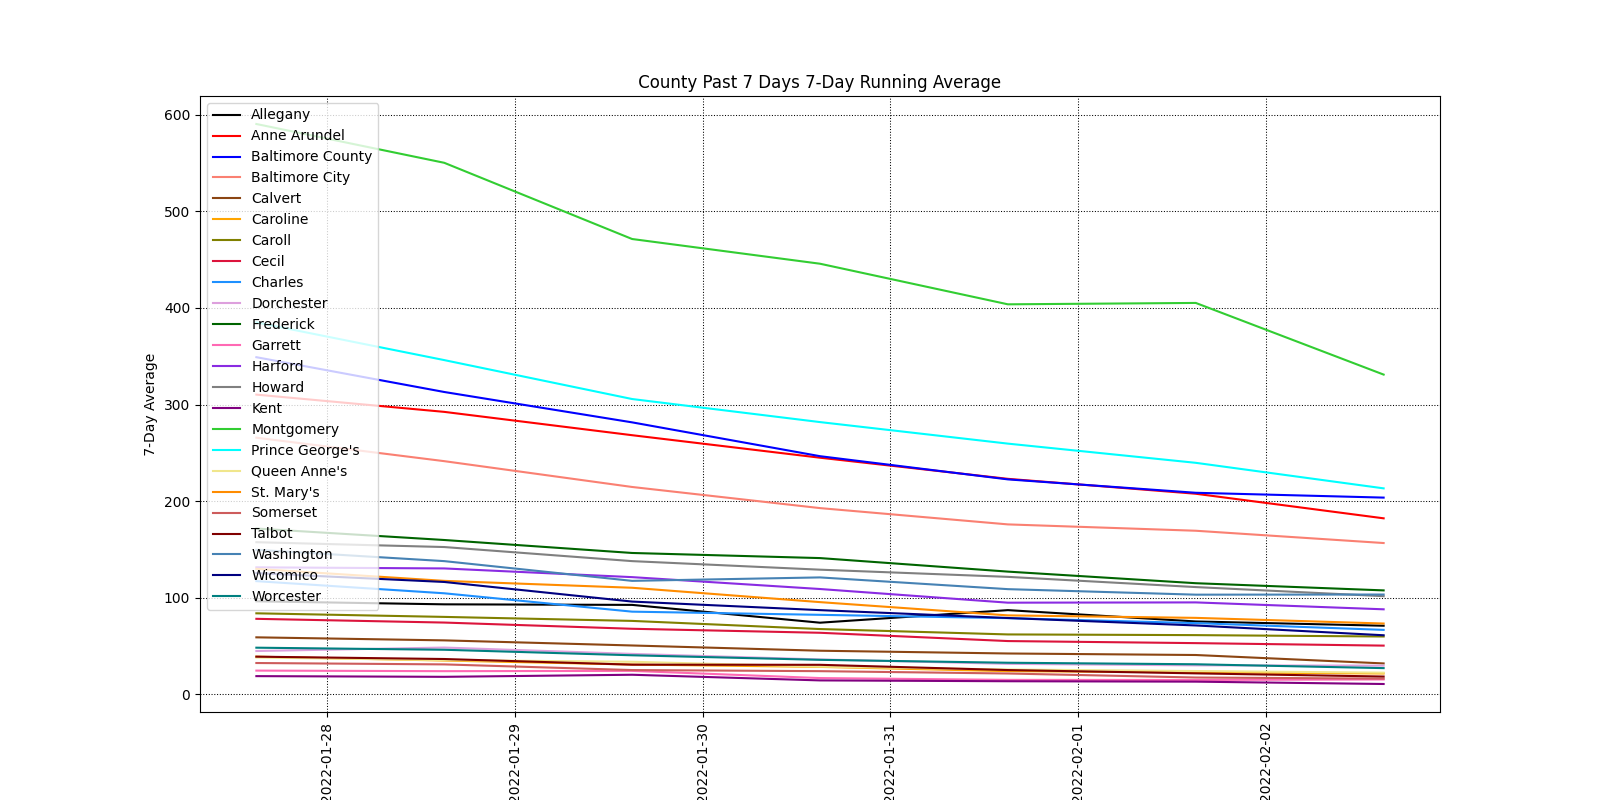 County Past 7 Days 7-Day Running Average
7-Day Average
600
500
400
300
200
100
0
Allegany
Anne Arundel
Baltimore County
Baltimore City
Calvert
Caroline
Caroll
Cecil
Charles
Dorchester
Frederick
Garrett
Harford
Howard
Kent
Montgomery
Prince George's
Queen Anne's
St. Mary's
Somerset
Talbot
Washington
Wicomico
Worcester
2022-01-28
2022-01-29
2022-01-30
2022-01-31
2022-02-01
2022-02-02